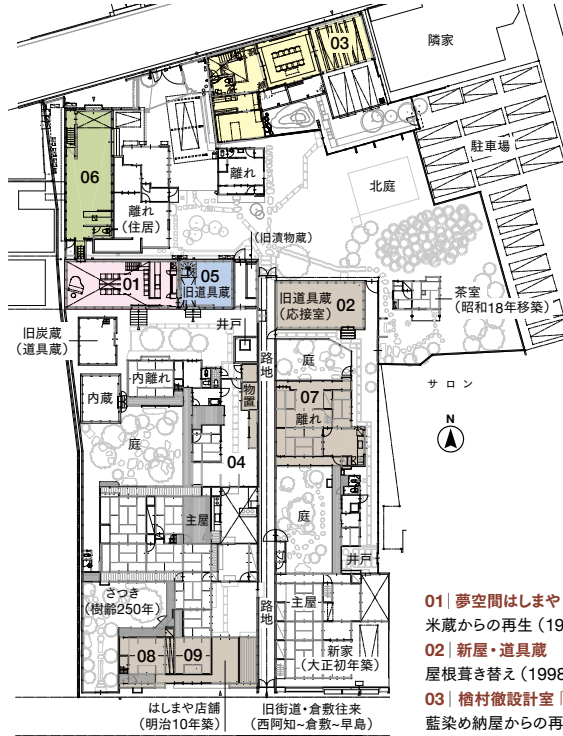 03
隣家
駐車場
06
離れ
北庭
離れ
(住居)
(旧漬物蔵)
01
05
旧道具蔵
旧道具蔵
(応接室)
02
茶室
(昭和18年移築)
旧炭蔵
(道具蔵)
井戸
路地
庭
サロン
内離れ
内蔵
物置
07
離れ
N
庭
04
主屋
庭
井戸
さつき
(樹齢250年)
路地
主屋
新家
(大正初年築)
08
09
はしまや店舗
(明治10年築)
旧街道・倉敷往来
(西阿知~倉敷~早島)
01|夢空間はしまや
米蔵からの再生(19
02|新屋・道具蔵
屋根葺き替え(1998
03|楢村徹設計室「
藍染め納屋からの再